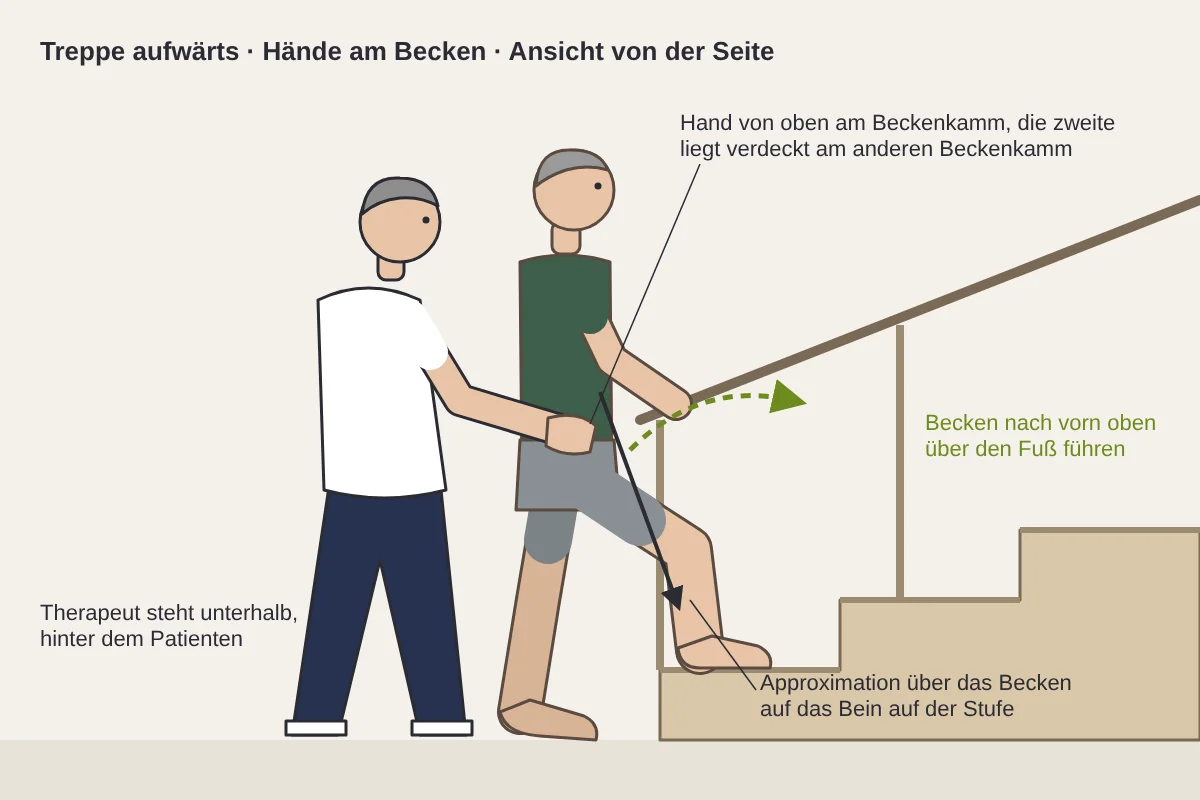 Treppe aufwärts · Hände am Becken · Ansicht von der Seite
Hand von oben am Beckenkamm, die zweite
liegt verdeckt am anderen Beckenkamm
Becken nach vorn oben
über den Fuß führen
Therapeut steht unterhalb,
hinter dem Patienten
Approximation über das Becken
auf das Bein auf der Stufe